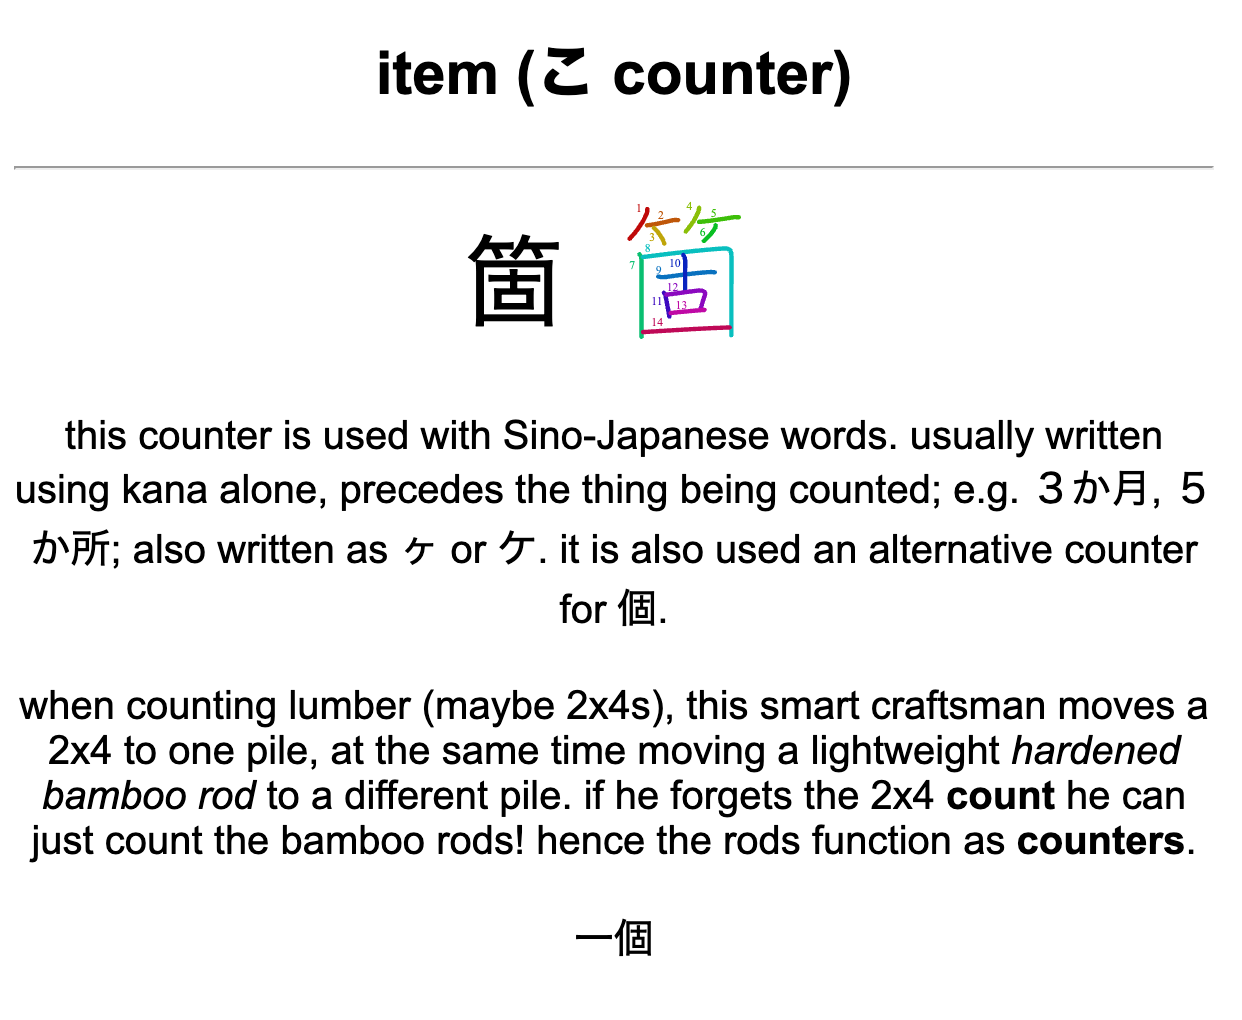 item (こ counter)
箇
1 2 3 4 5 6 7 8 9 10 11 12 13 14
this counter is used with Sino-Japanese words. usually written
using kana alone, precedes the thing being counted; e.g. ３か月, ５
か所; also written as ヶ or ケ. it is also used an alternative counter
for 個.
when counting lumber (maybe 2x4s), this smart craftsman moves a
2x4 to one pile, at the same time moving a lightweight hardened
bamboo rod to a different pile. if he forgets the 2x4 count he can
just count the bamboo rods! hence the rods function as counters.
一個